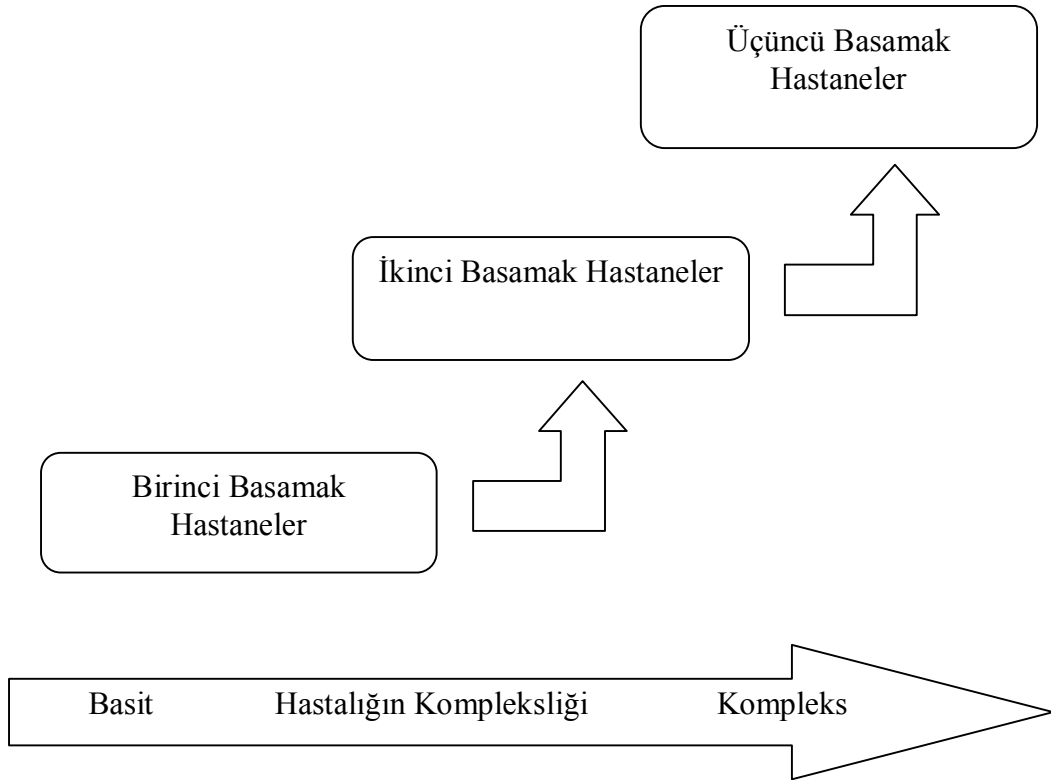 Üçüncü Basamak
Hastaneler
İkinci Basamak Hastaneler
Birinci Basamak
Hastaneler
Basit Hastalığın Kompleksliği Kompleks